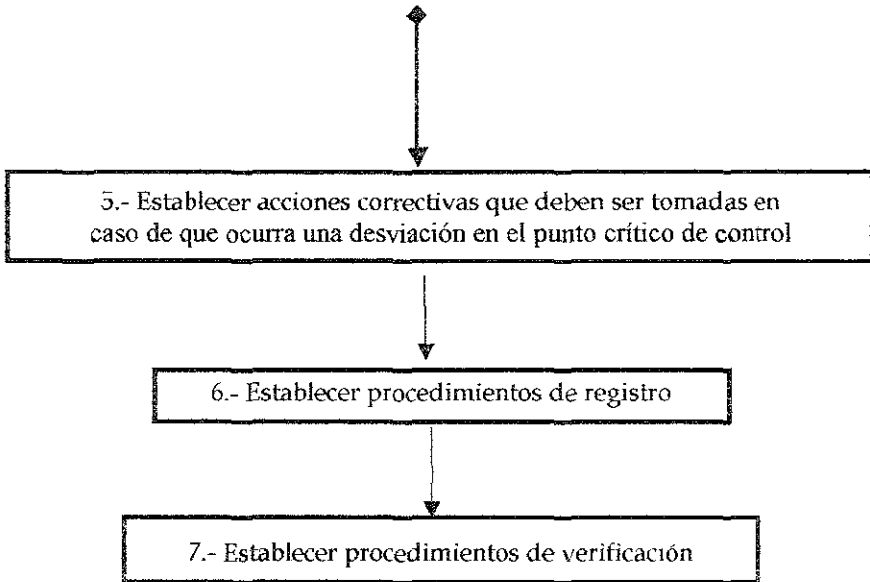 5.- Establecer acciones correctivas que deben ser tomadas en
caso de que ocurra una desviación en el punto crítico de control
6.- Establecer procedimientos de registro
7.- Establecer procedimientos de verificación